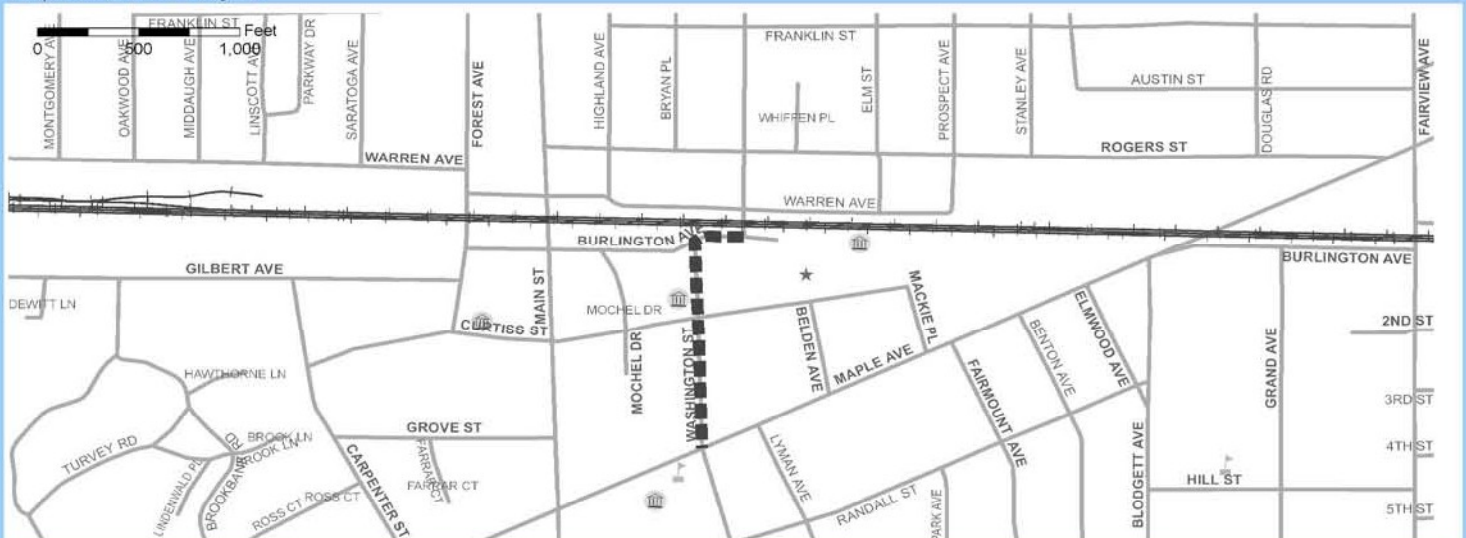 Feet
0 500 1,000
FRANKLIN ST
MONTGOMERY AVE
OAKWOOD AVE
MIDDAUGH AVE
LINSCOTT AVE
PARKWAY DR
SARATOGA AVE
FOREST AVE
HIGHLAND AVE
BRYAN PL
FRANKLIN ST
WHIFFEN PL
ELM ST
PROSPECT AVE
STANLEY AVE
AUSTIN ST
DOUGLAS RD
FAIRVIEW AVE
WARREN AVE
ROGERS ST
WARREN AVE
BURLINGTON AVE
BURLINGTON AVE
GILBERT AVE
DEWITT LN
MAIN ST
MOCHEL DR
CURTISS ST
MOCHEL DR
WASHINGTON ST
BELDEN AVE
MACKIE PL
MAPLE AVE
ELMWOOD AVE
BENTON AVE
FAIRMOUNT AVE
GRAND AVE
2ND ST
3RD ST
4TH ST
5TH ST
HAWTHORNE LN
TURVEY RD
BROOK LN
BROOK LN
BROOKBANK RD
LINDENWALD PL
GROVE ST
FARRAR CT
FARRAR CT
ROSS CT
ROSS CT
CARPENTER ST
LYMAN AVE
RANDALL ST
PARK AVE
BLODGETT AVE
HILL ST